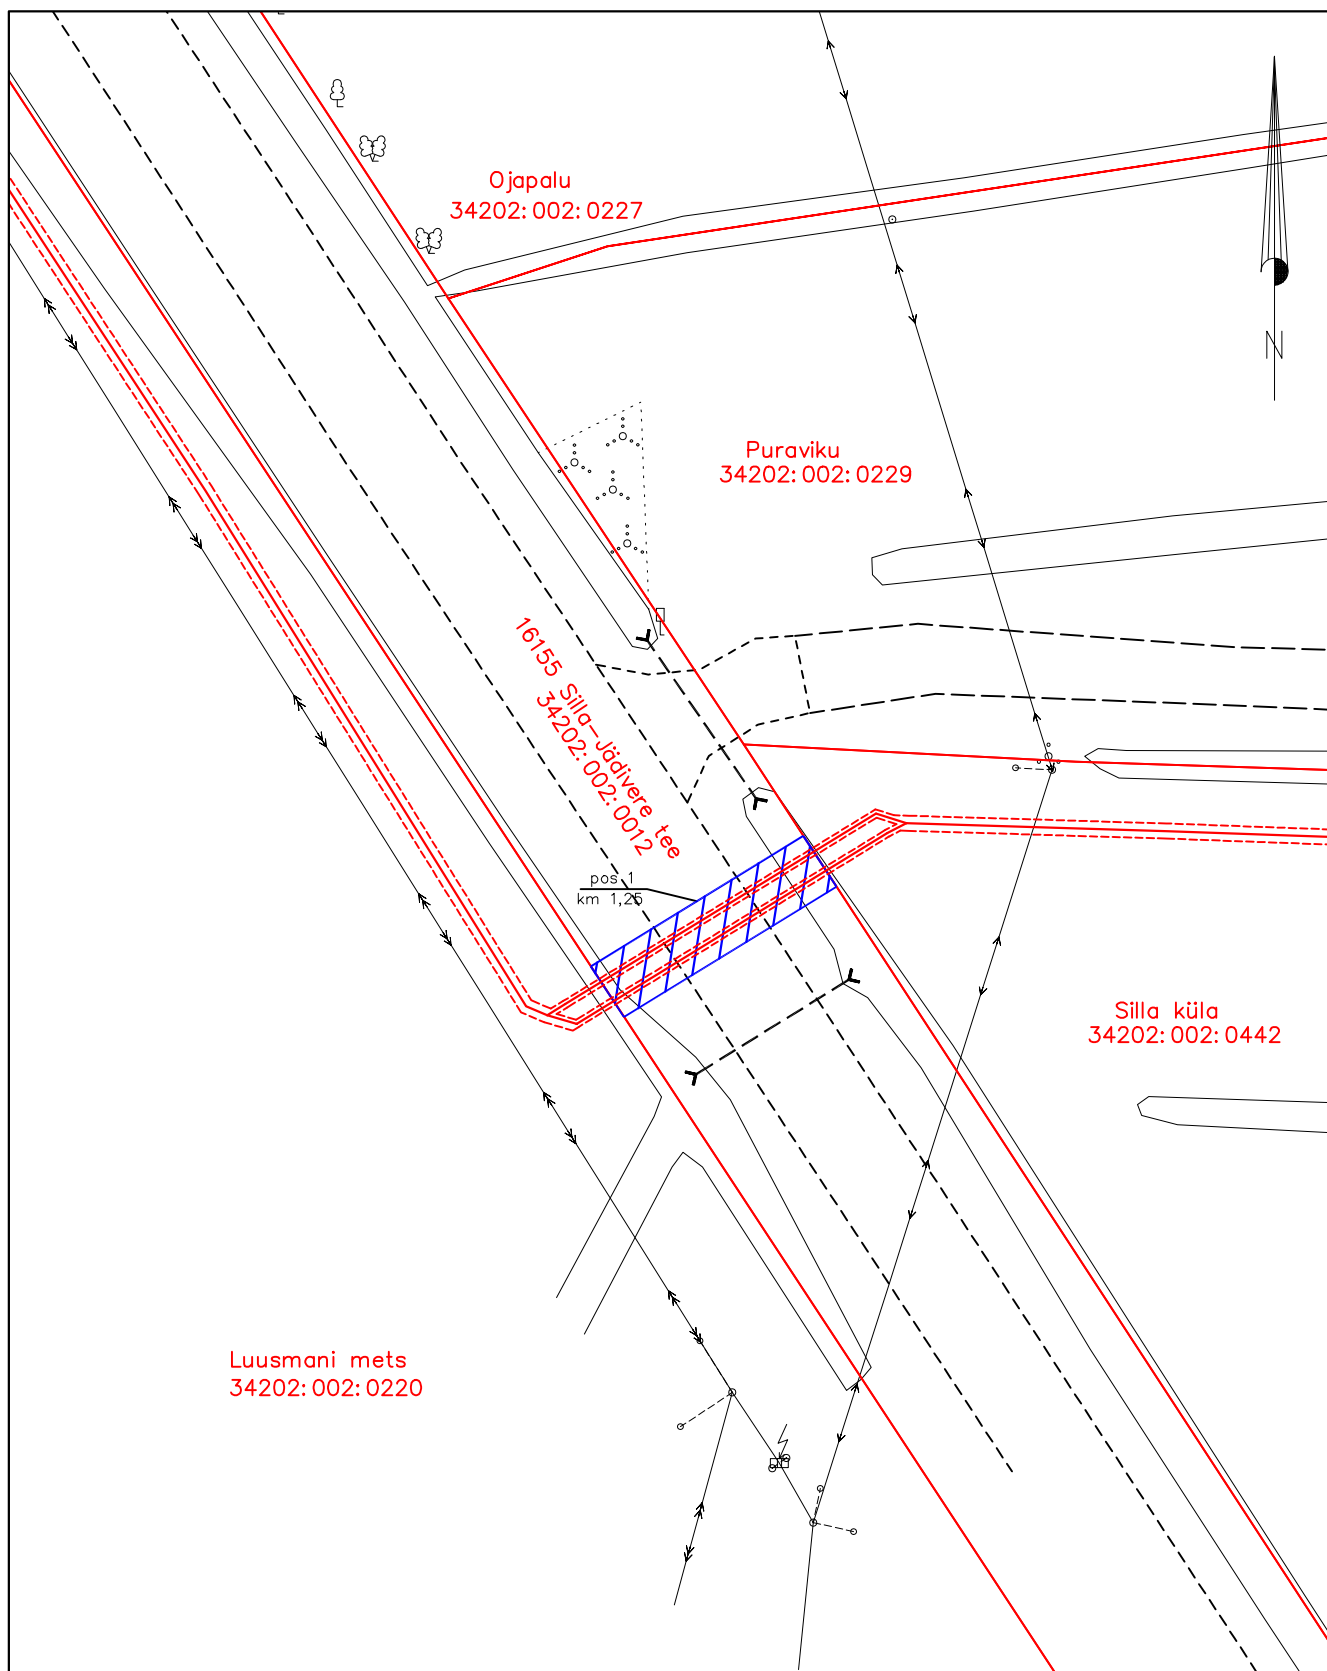 Ojapalu
34202:002:0227
N
Puraviku
34202:002:0229
16155 Silla-Jädivere tee
34202:002:0012
pos 1
km 1,25
Silla küla
34202:002:0442
Luusmani mets
34202:002:0220